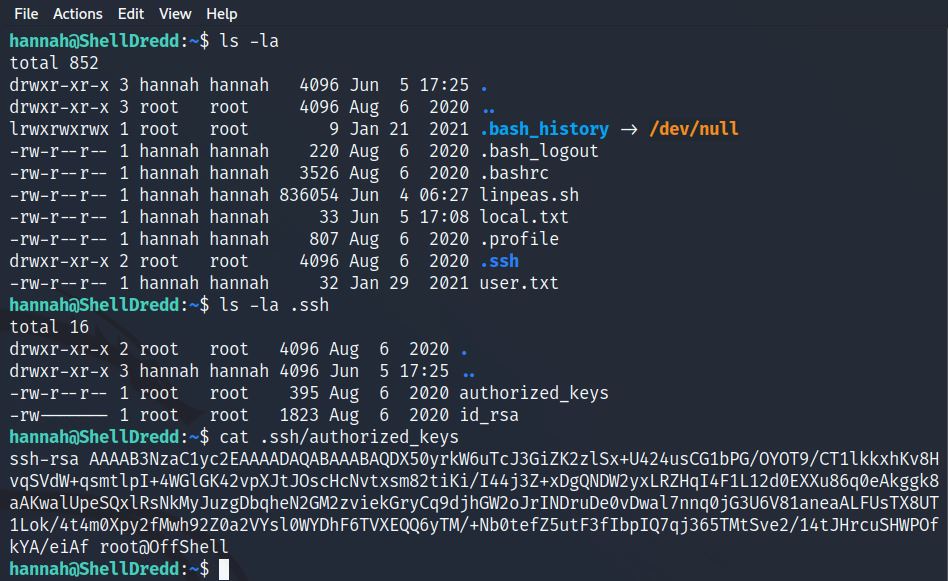 File Actions Edit View Help
hannah@ShellDredd:~$ ls -la
total 852
drwxr-xr-x 3 hannah hannah   4096 Jun  5 17:25 .
drwxr-xr-x 3 root   root     4096 Aug  6  2020 ..
lrwxrwxrwx 1 root   root        9 Jan 21  2021 .bash_history → /dev/null
-rw-r--r-- 1 hannah hannah    220 Aug  6  2020 .bash_logout
-rw-r--r-- 1 hannah hannah   3526 Aug  6  2020 .bashrc
-rw-r--r-- 1 hannah hannah 836054 Jun  4 06:27 linpeas.sh
-rw-r--r-- 1 hannah hannah     33 Jun  5 17:08 local.txt
-rw-r--r-- 1 hannah hannah    807 Aug  6  2020 .profile
drwxr-xr-x 2 root   root     4096 Aug  6  2020 .ssh
-rw-r--r-- 1 hannah hannah     32 Jan 29  2021 user.txt
hannah@ShellDredd:~$ ls -la .ssh
total 16
drwxr-xr-x 2 root   root   4096 Aug  6  2020 .
drwxr-xr-x 3 hannah hannah 4096 Jun  5 17:25 ..
-rw-r--r-- 1 root   root    395 Aug  6  2020 authorized_keys
-rw------- 1 root   root   1823 Aug  6  2020 id_rsa
hannah@ShellDredd:~$ cat .ssh/authorized_keys
ssh-rsa AAAAB3NzaC1yc2EAAAADAQABAAABAQDX50yrkW6uTcJ3GiZK2zlSx+U424usCG1bPG/OYOT9/CT1lkkxhKv8H
vqSVdW+qsmtlpI+4WGlGK42vpXJtJOscHcNvtxsm82tiKi/I44j3Z+xDgQNDW2yxLRZHqI4F1L12d0EXXu86q0eAkggk8
aAKwalUpeSQxlRsNkMyJuzgDbqheN2GM2zviekGryCq9djhGW2oJrINDruDe0vDwal7nnq0jG3U6V81aneaALFUsTX8UT
1Lok/4t4m0Xpy2fMwh92Z0a2VYsl0WYDhF6TVXEQQ6yTM/+Nb0tefZ5utF3fIbpIQ7qj365TMtSve2/14tJHrcuSHWPOf
kYA/eiAf root@OffShell
hannah@ShellDredd:~$